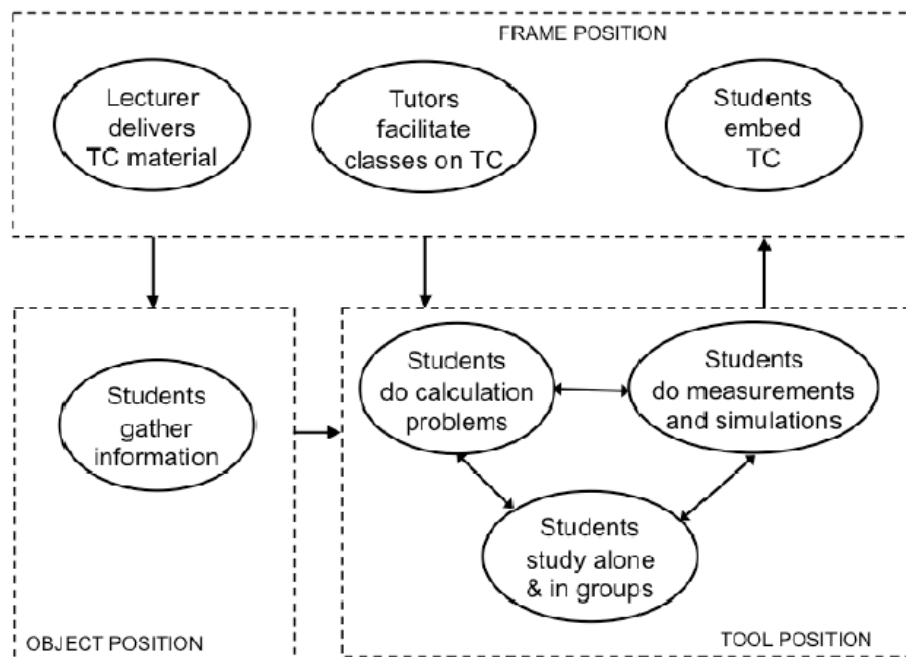 FRAME POSITION
Lecturer
delivers
TC material
Tutors
facilitate
classes on TC
Students
embed
TC
Students
gather
information
Students
do calculation
problems
Students
do measurements
and simulations
Students
study alone
& in groups
OBJECT POSITION
TOOL POSITION